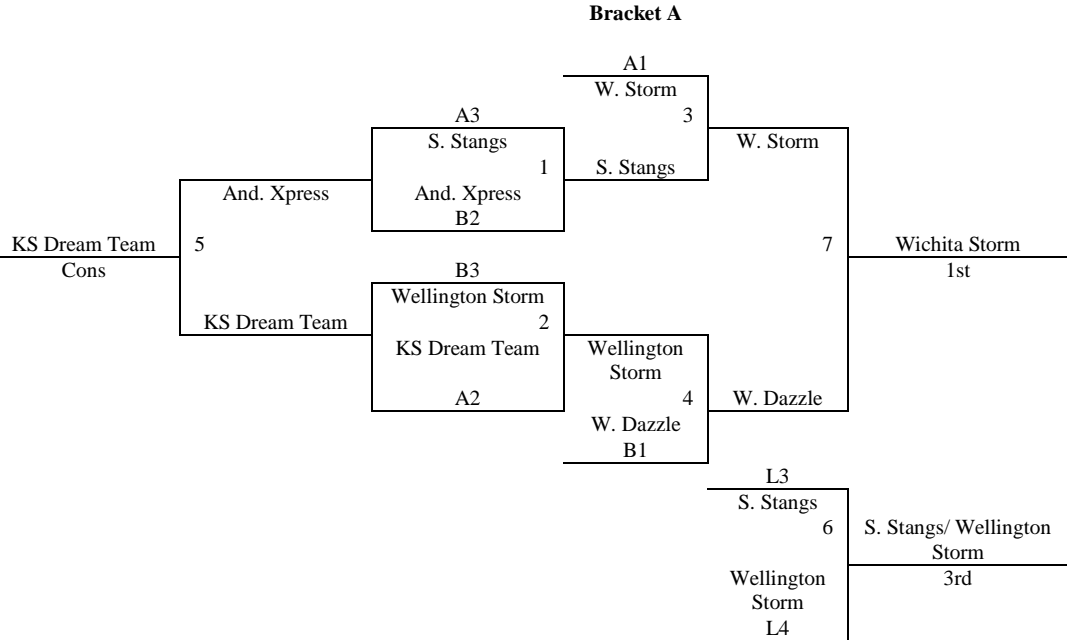 Bracket A
A1
W. Storm
3
A3
S. Stangs
W. Storm
1
S. Stangs
And. Xpress
And. Xpress
B2
KS Dream Team
5
7
Wichita Storm
Cons
B3
1st
Wellington Storm
KS Dream Team
2
KS Dream Team
Wellington
Storm
A2
4
W. Dazzle
W. Dazzle
B1
L3
S. Stangs
6
S. Stangs/ Wellington
Storm
Wellington
3rd
Storm
L4